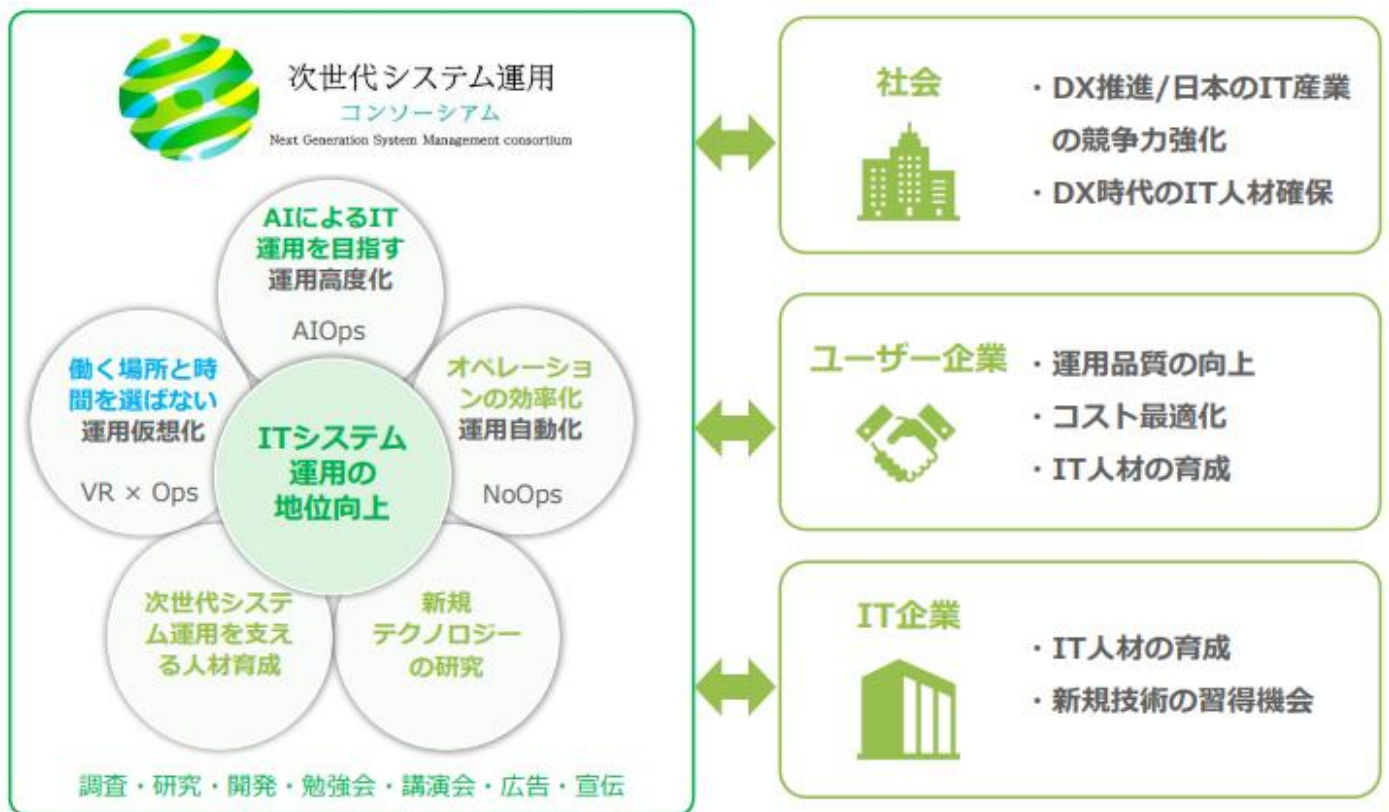 次世代システム運用
コンソーシアム
Next Generation System Management consortium
AIによるIT
運用を目指す
運用高度化
AIOps
働く場所と時
間を選ばない
運用仮想化
VR × Ops
オペレーショ
ンの効率化
運用自動化
NoOps
ITシステム
運用の
地位向上
次世代システ
ム運用を支え
る人材育成
新規
テクノロジー
の研究
調査・研究・開発・勉強会・講演会・広告・宣伝
社会
・DX推進/日本のIT産業
の競争力強化
・DX時代のIT人材確保
ユーザー企業
・運用品質の向上
・コスト最適化
・IT人材の育成
IT企業
・IT人材の育成
・新規技術の習得機会